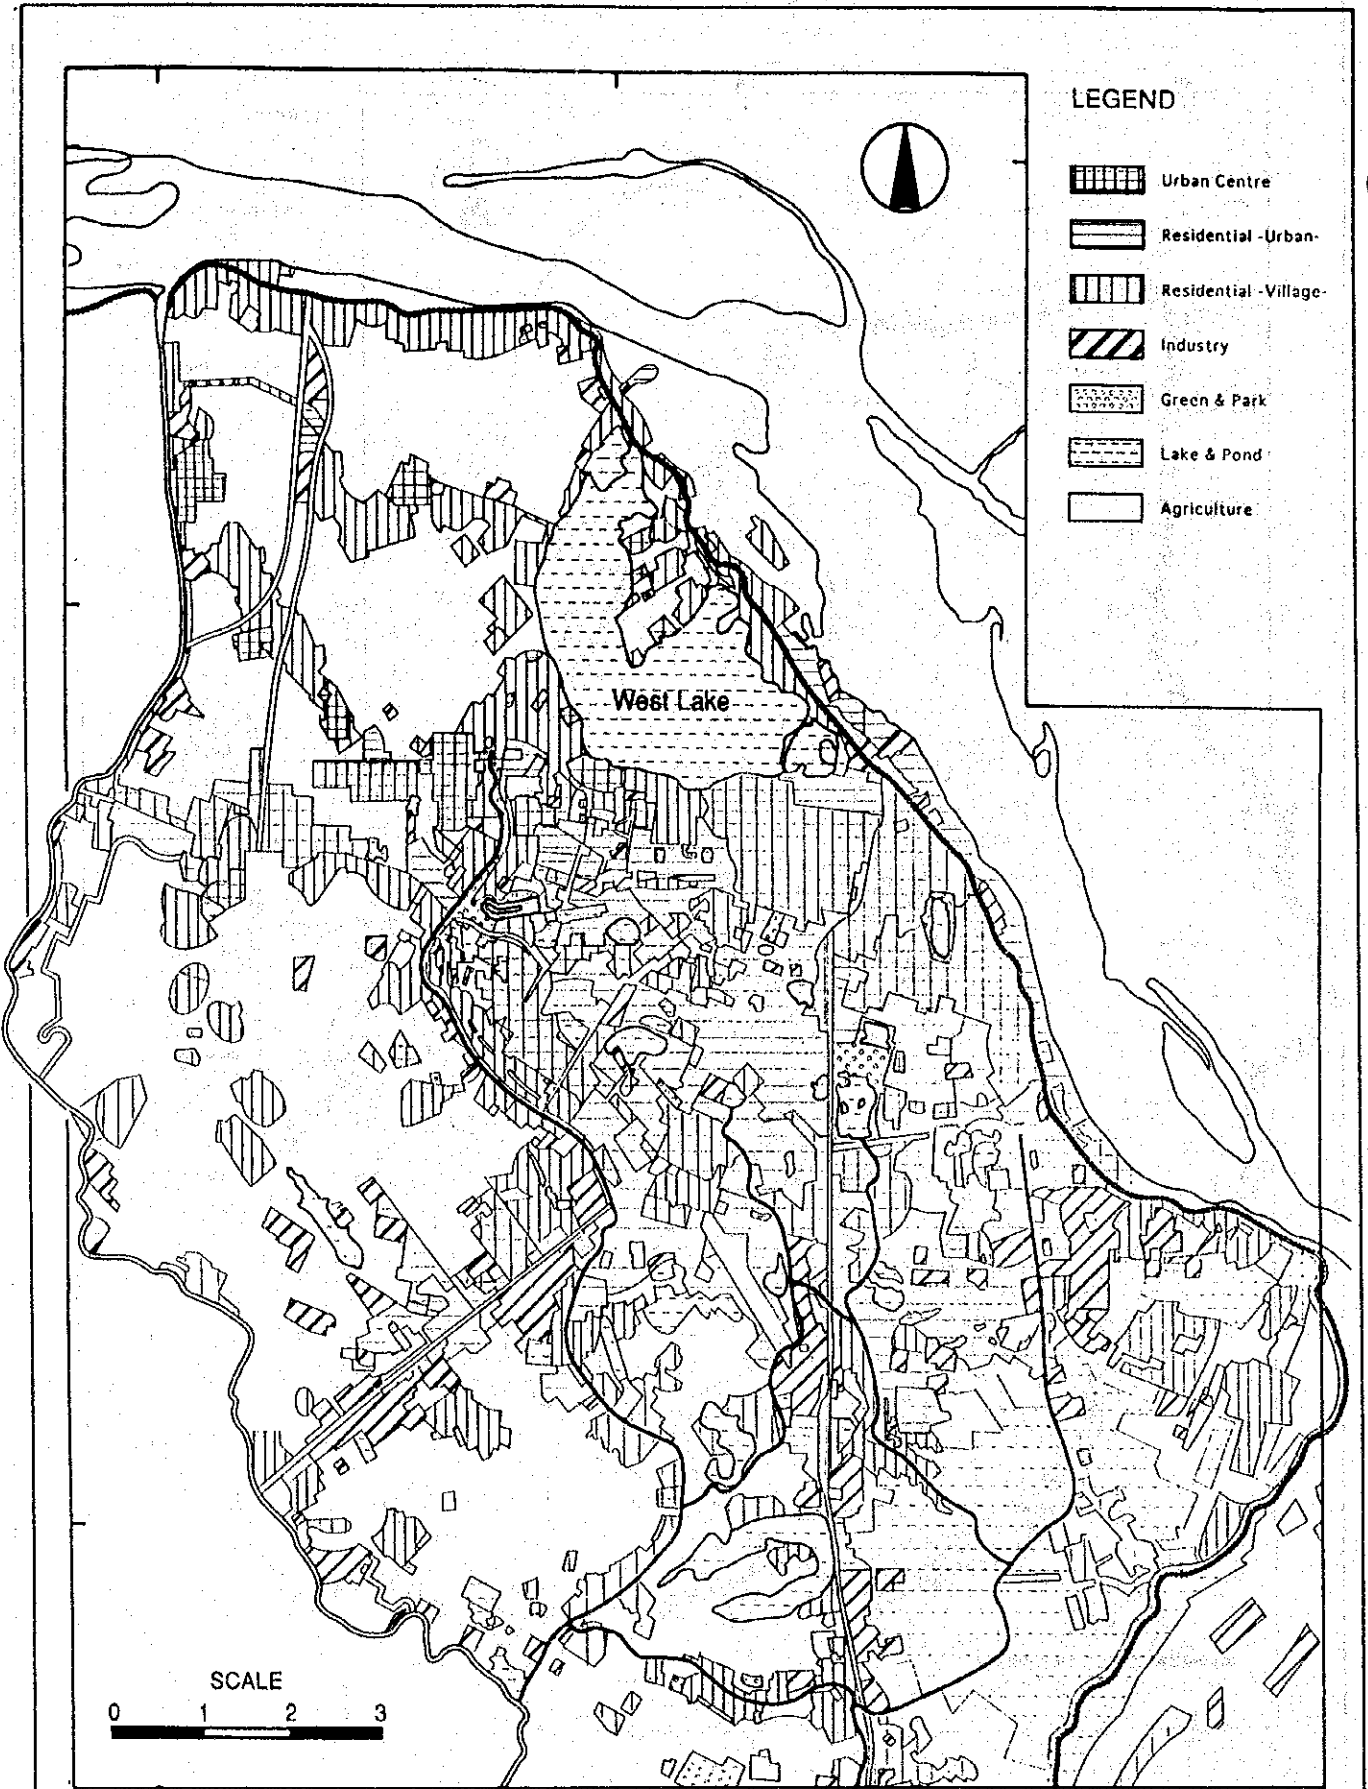 LEGEND
Urban Centre
Residential -Urban-
Residential -Village-
Industry
Green & Park
Lake & Pond
Agriculture
West Lake
SCALE
0 1 2 3